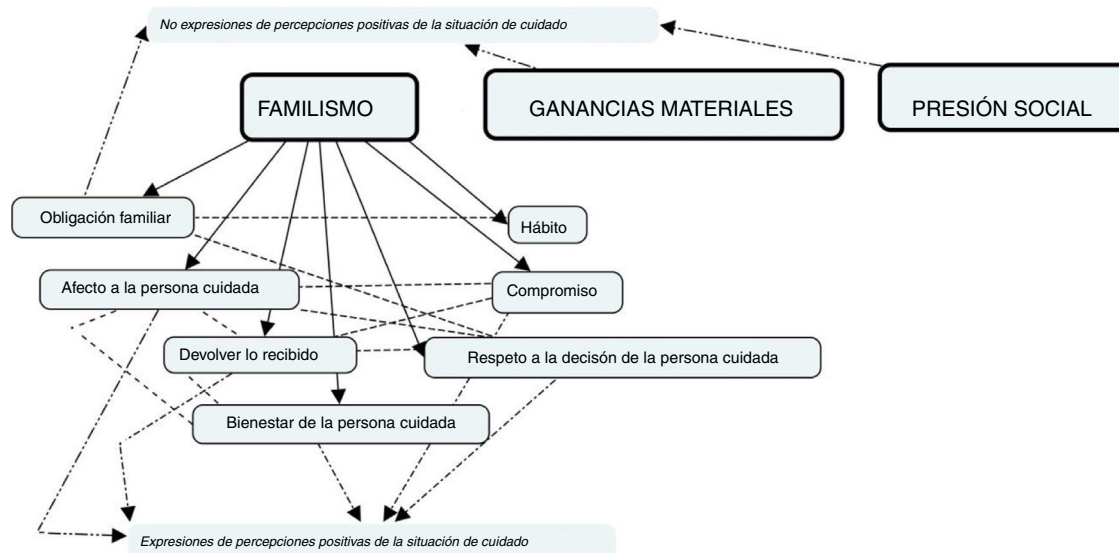 No expresiones de percepciones positivas de la situación de cuidado
FAMILISMO
GANANCIAS MATERIALES
PRESIÓN SOCIAL
Obligación familiar
Hábito
Afecto a la persona cuidada
Compromiso
Devolver lo recibido
Respeto a la decisón de la persona cuidada
Bienestar de la persona cuidada
Expresiones de percepciones positivas de la situación de cuidado